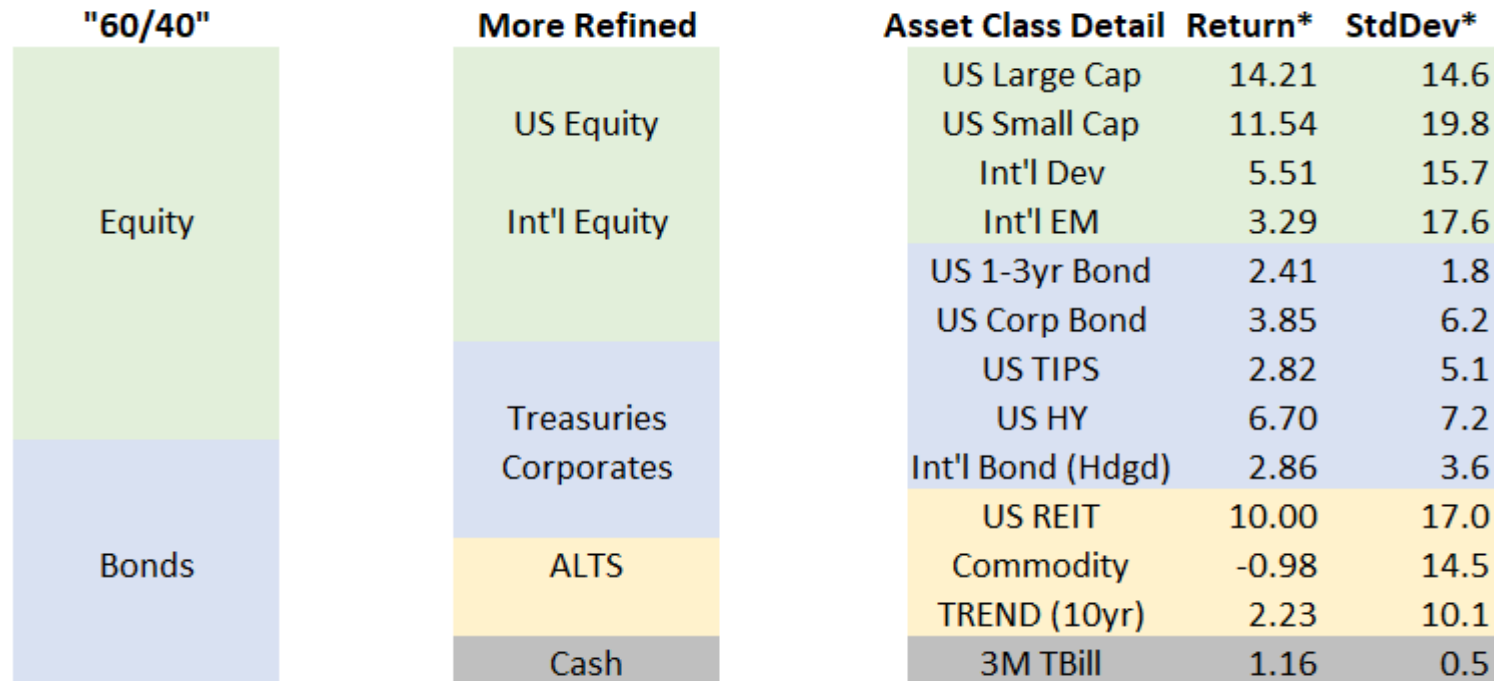 "60/40" More Refined Asset Class Detail Return* StdDev*
US Large Cap 14.21 14.6
US Equity US Small Cap 11.54 19.8
Int'l Dev 5.51 15.7
Equity Int'l Equity Int'l EM 3.29 17.6
US 1-3yr Bond 2.41 1.8
US Corp Bond 3.85 6.2
US TIPS 2.82 5.1
Treasuries US HY 6.70 7.2
Corporates Int'l Bond (Hdgd) 2.86 3.6
US REIT 10.00 17.0
Bonds ALTS Commodity -0.98 14.5
TREND (10yr) 2.23 10.1
Cash 3M TBill 1.16 0.5